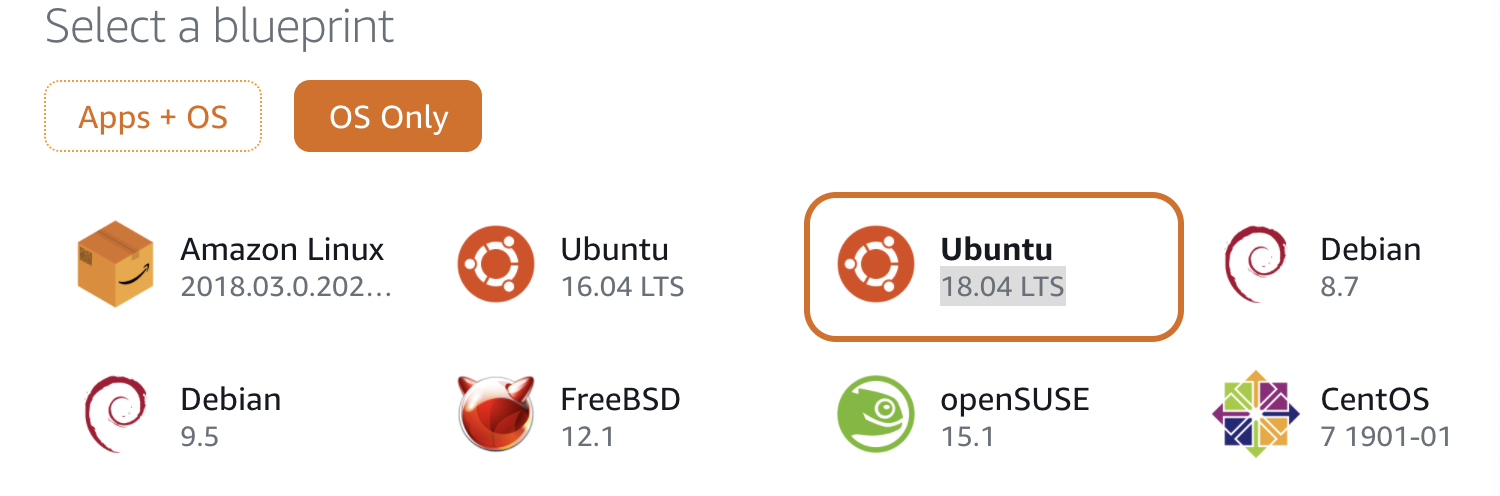 Select a blueprint
Apps + OS
OS Only
Amazon Linux
2018.03.0.202...
Ubuntu
16.04 LTS
Ubuntu
18.04 LTS
Debian
8.7
Debian
9.5
FreeBSD
12.1
openSUSE
15.1
CentOS
7 1901-01